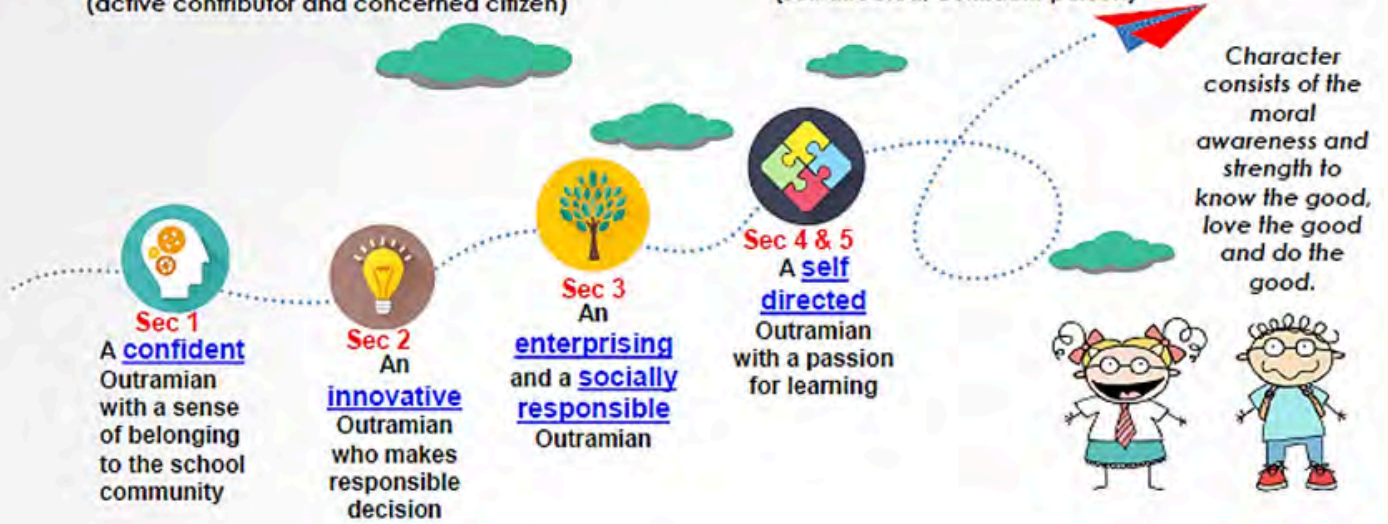 (active contributor and concerned citizen)
Character
consists of the
moral
awareness and
strength to
know the good,
love the good
and do the
good.
Sec 1
A confident
Outramian
with a sense
of belonging
to the school
community
Sec 2
An
innovative
Outramian
who makes
responsible
decision
Sec 3
An
enterprising
and a socially
responsible
Outramian
Sec 4 & 5
A self
directed
Outramian
with a passion
for learning